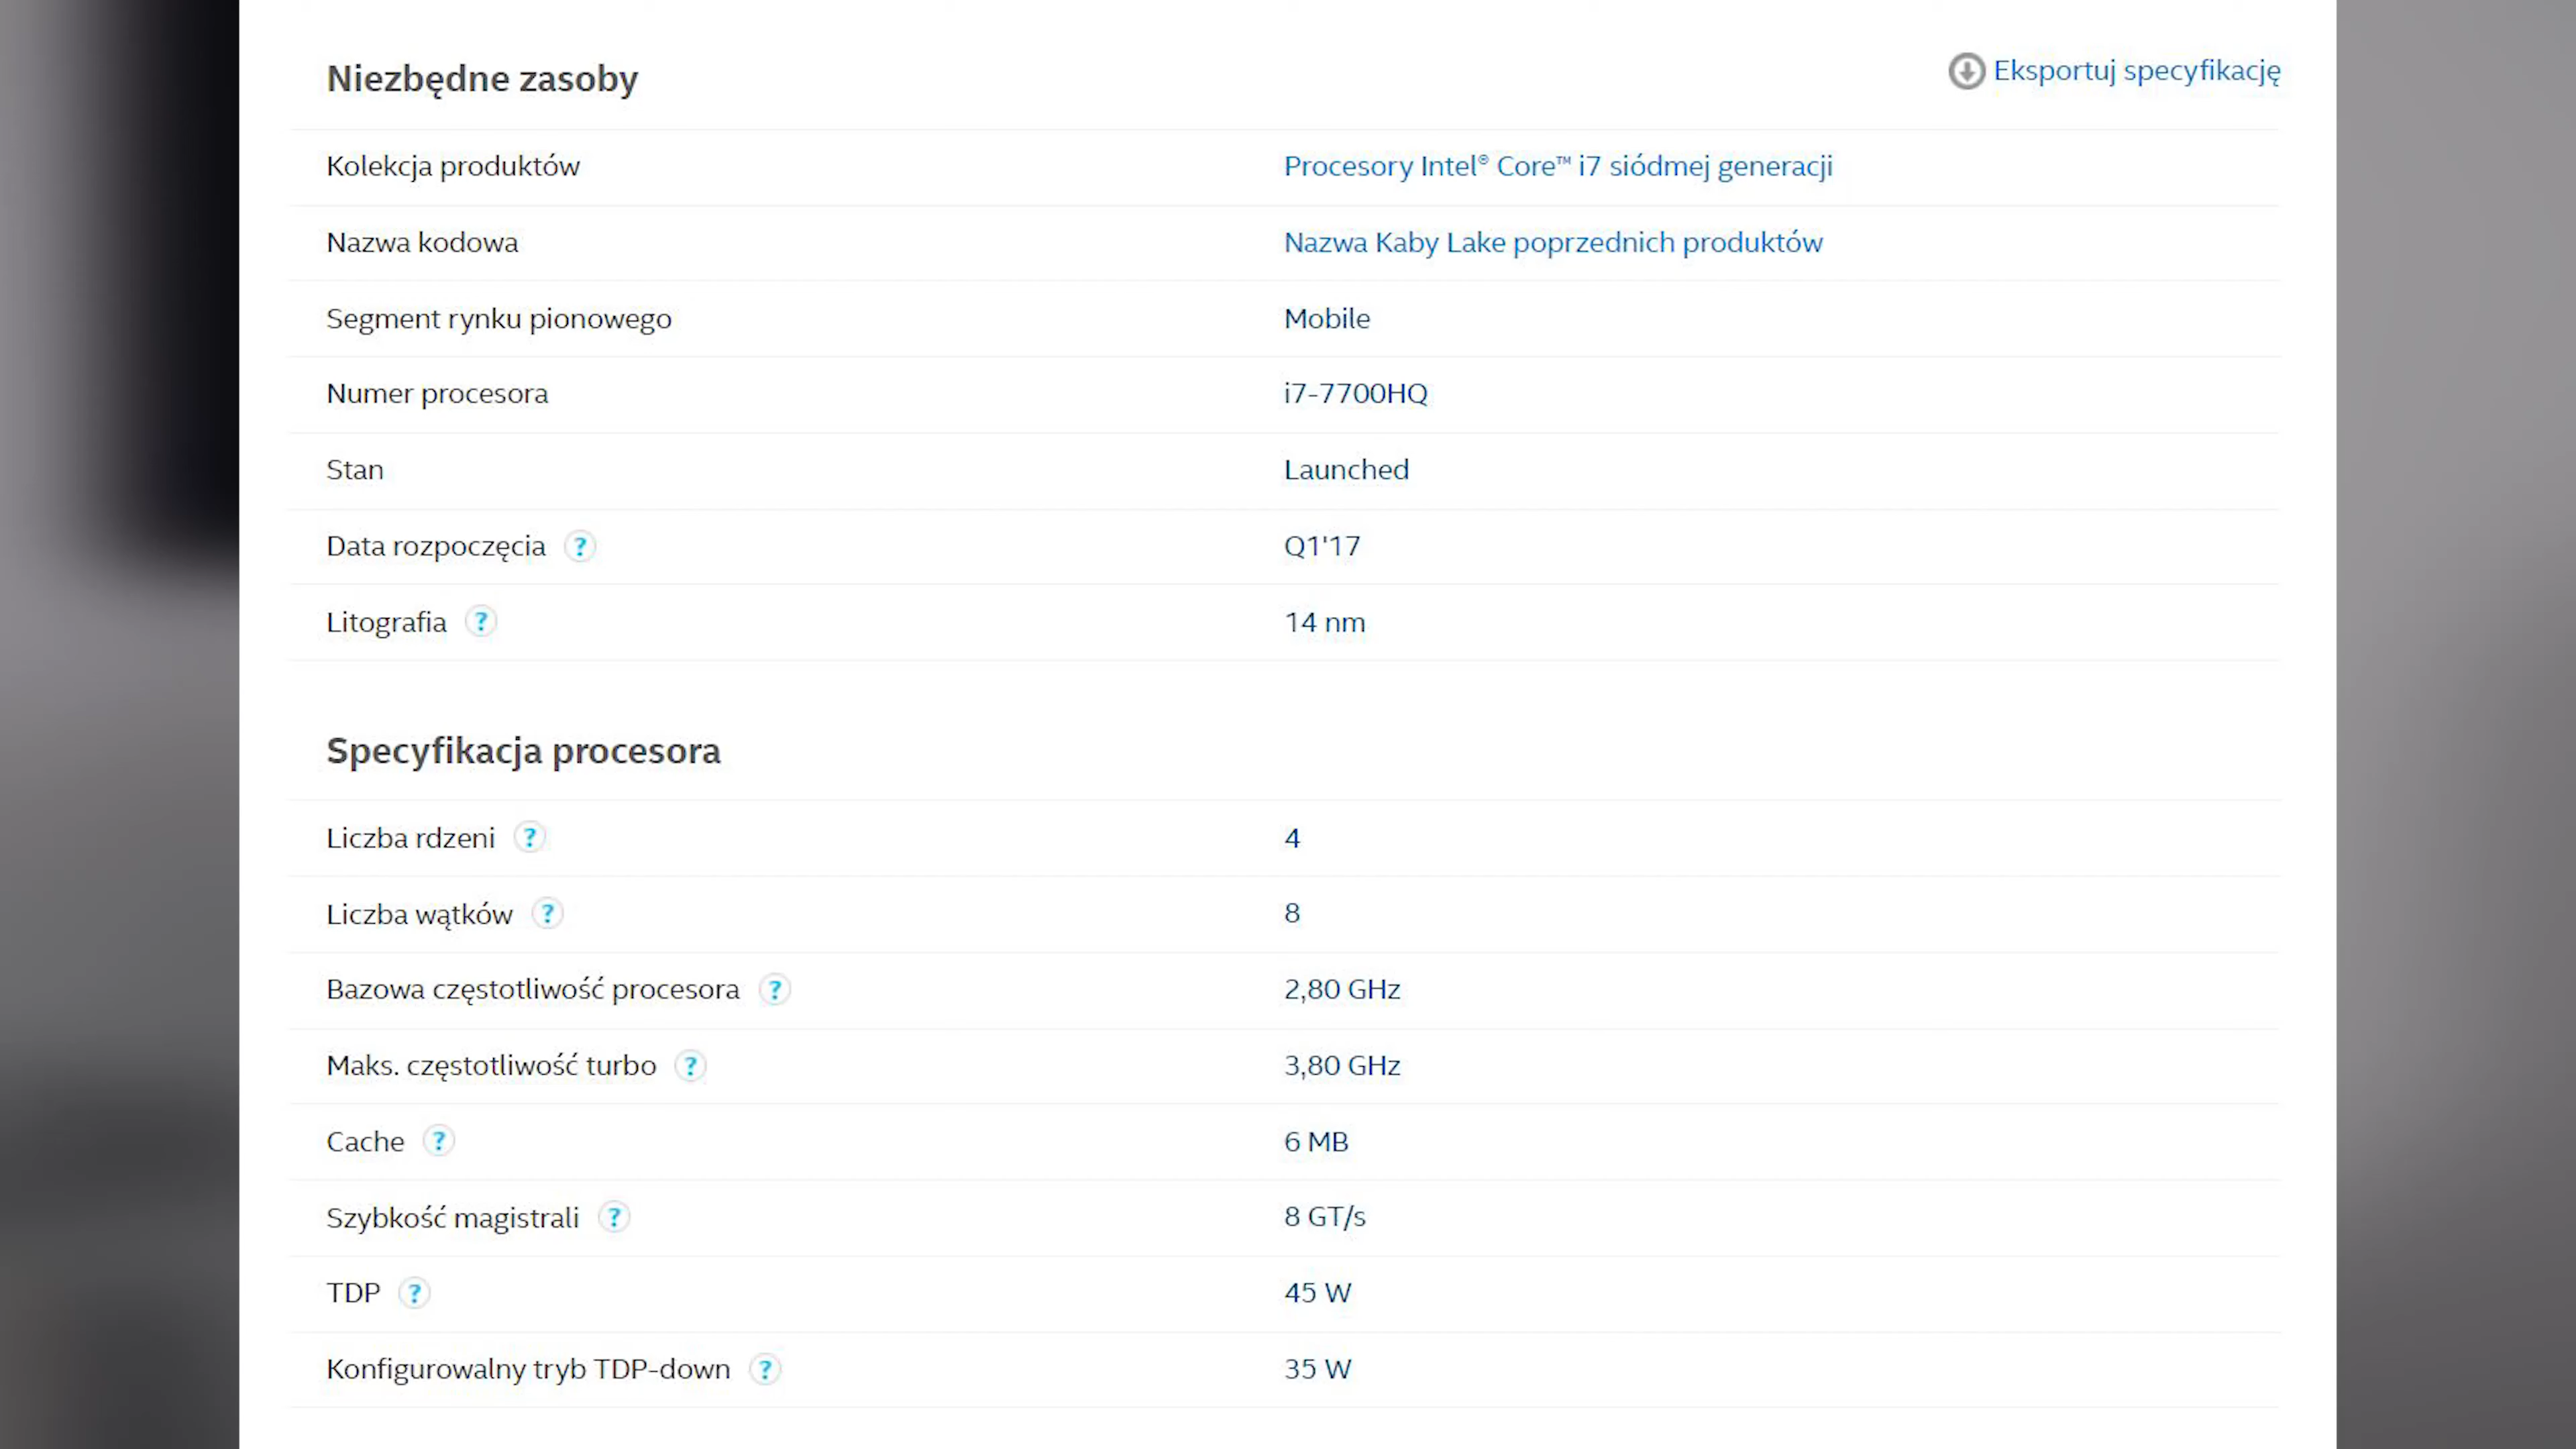 Niezbędne zasoby
Eksportuj specyfikację
Kolekcja produktów Procesory Intel® Core™ i7 siódmej generacji
Nazwa kodowa Nazwa Kaby Lake poprzednich produktów
Segment rynku pionowego Mobile
Numer procesora i7-7700HQ
Stan Launched
Data rozpoczęcia ? Q1'17
Litografia ? 14 nm
Specyfikacja procesora
Liczba rdzeni ? 4
Liczba wątków ? 8
Bazowa częstotliwość procesora ? 2,80 GHz
Maks. częstotliwość turbo ? 3,80 GHz
Cache ? 6 MB
Szybkość magistrali ? 8 GT/s
TDP ? 45 W
Konfigurowalny tryb TDP-down ? 35 W